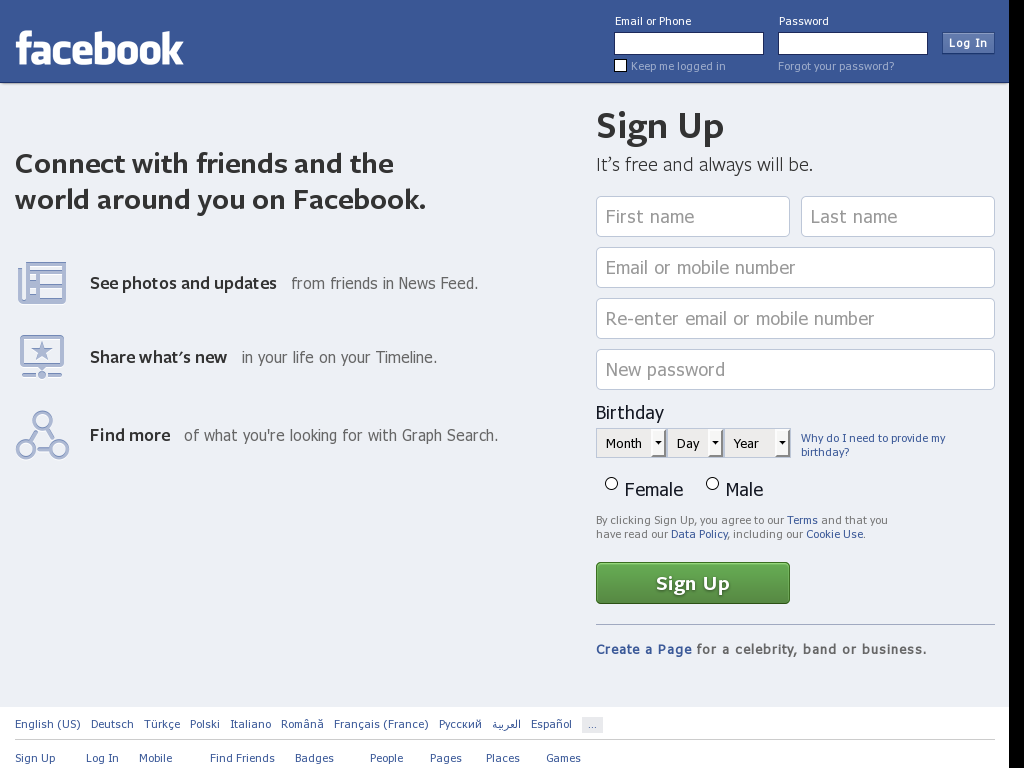 facebook
Email or Phone
Password
Log In
Keep me logged in
Forgot your password?
Connect with friends and the
world around you on Facebook.
See photos and updates from friends in News Feed.
Share what's new in your life on your Timeline.
Find more of what you're looking for with Graph Search.
Sign Up
It's free and always will be.
First name
Last name
Email or mobile number
Re-enter email or mobile number
New password
Birthday
Month Day Year
Why do I need to provide my
birthday?
Female Male
By clicking Sign Up, you agree to our Terms and that you
have read our Data Policy, including our Cookie Use.
Sign Up
Create a Page for a celebrity, band or business.
English (US) Deutsch Türkçe Polski Italiano Română Français (France) Русский العربية Español ...
Sign Up Log In Mobile Find Friends Badges People Pages Places Games